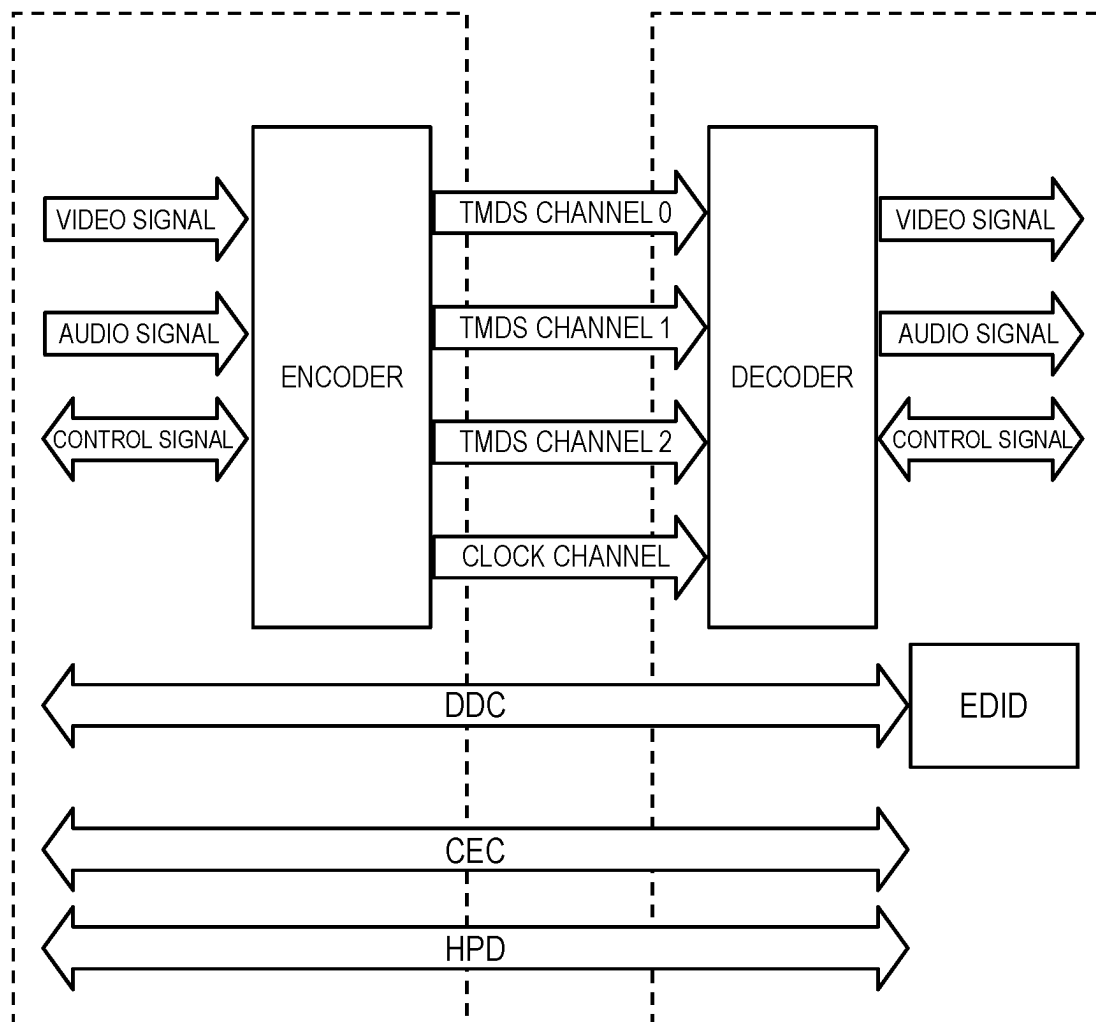 VIDEO SIGNAL
AUDIO SIGNAL
CONTROL SIGNAL
ENCODER
TMDS CHANNEL 0
TMDS CHANNEL 1
TMDS CHANNEL 2
CLOCK CHANNEL
DECODER
VIDEO SIGNAL
AUDIO SIGNAL
CONTROL SIGNAL
DDC
EDID
CEC
HPD